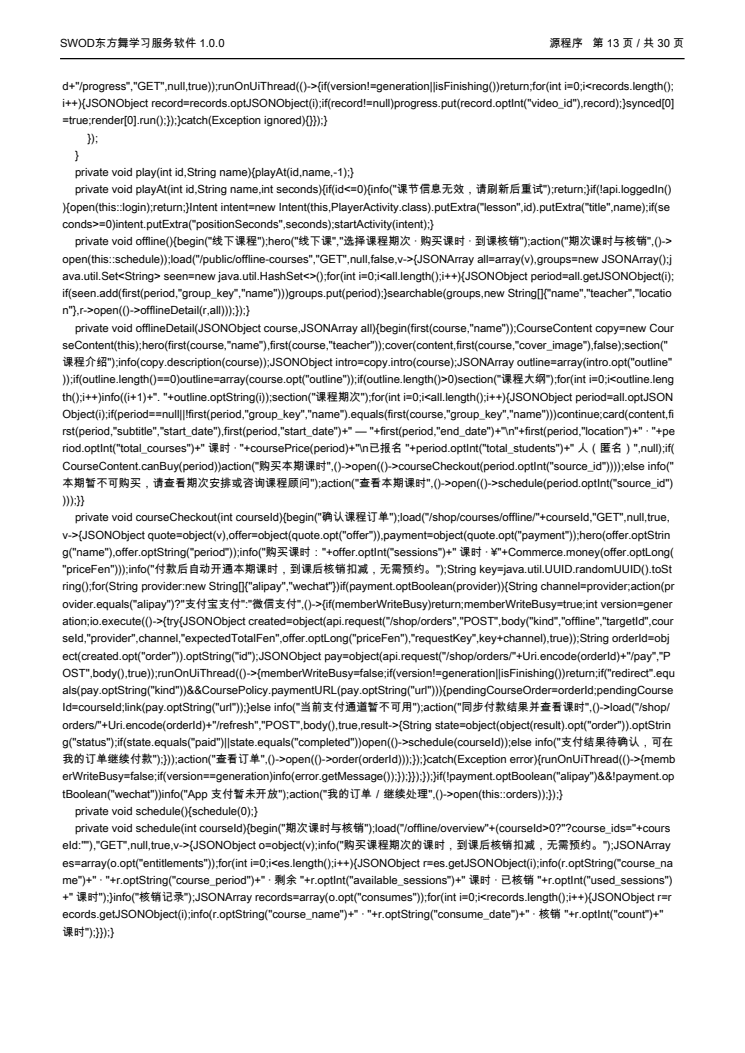 SWOD东方舞学习服务软件 1.0.0 源程序 第 13 页 / 共 30 页
d+"/progress","GET",null,true));runOnUiThread(()->{if(version!=generation||isFinishing())return;for(int i=0;i<records.length();
i++){JSONObject record=records.optJSONObject(i);if(record!=null)progress.put(record.optInt("video_id"),record);}synced[0]
=true;render[0].run();});}catch(Exception ignored){}});}
});
}
private void play(int id,String name){playAt(id,name,-1);}
private void playAt(int id,String name,int seconds){if(id<=0){info("课节信息无效，请刷新后重试");return;}if(!api.loggedIn()
){open(this::login);return;}Intent intent=new Intent(this,PlayerActivity.class).putExtra("lesson",id).putExtra("title",name);if(se
conds>=0)intent.putExtra("positionSeconds",seconds);startActivity(intent);}
private void offline(){begin("线下课程");hero("线下课","选择课程期次 · 购买课时 · 到课核销");action("期次课时与核销",()->
open(this::schedule));load("/public/offline-courses","GET",null,false,v->{JSONArray all=array(v),groups=new JSONArray();j
ava.util.Set<String> seen=new java.util.HashSet<>();for(int i=0;i<all.length();i++){JSONObject period=all.getJSONObject(i);
if(seen.add(first(period,"group_key","name")))groups.put(period);}searchable(groups,new String[]{"name","teacher","locatio
n"},r->open(()->offlineDetail(r,all)));});}
private void offlineDetail(JSONObject course,JSONArray all){begin(first(course,"name"));CourseContent copy=new Cour
seContent(this);hero(first(course,"name"),first(course,"teacher"));cover(content,first(course,"cover_image"),false);section("
课程介绍");info(copy.description(course));JSONObject intro=copy.intro(course);JSONArray outline=array(intro.opt("outline"
));if(outline.length()==0)outline=array(course.opt("outline"));if(outline.length()>0)section("课程大纲");for(int i=0;i<outline.leng
th();i++)info((i+1)+". "+outline.optString(i));section("课程期次");for(int i=0;i<all.length();i++){JSONObject period=all.optJSON
Object(i);if(period==null||!first(period,"group_key","name").equals(first(course,"group_key","name")))continue;card(content,fi
rst(period,"subtitle","start_date"),first(period,"start_date")+" — "+first(period,"end_date")+"\n"+first(period,"location")+" · "+pe
riod.optInt("total_courses")+" 课时 · "+coursePrice(period)+"\n已报名 "+period.optInt("total_students")+" 人（匿名）",null);if(
CourseContent.canBuy(period))action("购买本期课时",()->open(()->courseCheckout(period.optInt("source_id"))));else info("
本期暂不可购买，请查看期次安排或咨询课程顾问");action("查看本期课时",()->open(()->schedule(period.optInt("source_id")
)));}}
private void courseCheckout(int courseId){begin("确认课程订单");load("/shop/courses/offline/"+courseId,"GET",null,true,
v->{JSONObject quote=object(v),offer=object(quote.opt("offer")),payment=object(quote.opt("payment"));hero(offer.optStrin
g("name"),offer.optString("period"));info("购买课时："+offer.optInt("sessions")+" 课时 · ¥"+Commerce.money(offer.optLong(
"priceFen")));info("付款后自动开通本期课时，到课后核销扣减，无需预约。");String key=java.util.UUID.randomUUID().toSt
ring();for(String provider:new String[]{"alipay","wechat"})if(payment.optBoolean(provider)){String channel=provider;action(pr
ovider.equals("alipay")?"支付宝支付":"微信支付",()->{if(memberWriteBusy)return;memberWriteBusy=true;int version=gener
ation;io.execute(()->{try{JSONObject created=object(api.request("/shop/orders","POST",body("kind","offline","targetId",cour
seId,"provider",channel,"expectedTotalFen",offer.optLong("priceFen"),"requestKey",key+channel),true));String orderId=obj
ect(created.opt("order")).optString("id");JSONObject pay=object(api.request("/shop/orders/"+Uri.encode(orderId)+"/pay","P
OST",body(),true));runOnUiThread(()->{memberWriteBusy=false;if(version!=generation||isFinishing())return;if("redirect".equ
als(pay.optString("kind"))&&CoursePolicy.paymentURL(pay.optString("url"))){pendingCourseOrder=orderId;pendingCourse
Id=courseId;link(pay.optString("url"));}else info("当前支付通道暂不可用");action("同步付款结果并查看课时",()->load("/shop/
orders/"+Uri.encode(orderId)+"/refresh","POST",body(),true,result->{String state=object(object(result).opt("order")).optStrin
g("status");if(state.equals("paid")||state.equals("completed"))open(()->schedule(courseId));else info("支付结果待确认，可在
我的订单继续付款");}));action("查看订单",()->open(()->order(orderId)));});}catch(Exception error){runOnUiThread(()->{memb
erWriteBusy=false;if(version==generation)info(error.getMessage());});}});});}if(!payment.optBoolean("alipay")&&!payment.op
tBoolean("wechat"))info("App 支付暂未开放");action("我的订单 / 继续处理",()->open(this::orders));});}
private void schedule(){schedule(0);}
private void schedule(int courseId){begin("期次课时与核销");load("/offline/overview"+(courseId>0?"?course_ids="+cours
eId:""),"GET",null,true,v->{JSONObject o=object(v);info("购买课程期次的课时，到课后核销扣减，无需预约。");JSONArray
es=array(o.opt("entitlements"));for(int i=0;i<es.length();i++){JSONObject r=es.getJSONObject(i);info(r.optString("course_na
me")+" · "+r.optString("course_period")+" · 剩余 "+r.optInt("available_sessions")+" 课时 · 已核销 "+r.optInt("used_sessions")
+" 课时");}info("核销记录");JSONArray records=array(o.opt("consumes"));for(int i=0;i<records.length();i++){JSONObject r=r
ecords.getJSONObject(i);info(r.optString("course_name")+" · "+r.optString("consume_date")+" · 核销 "+r.optInt("count")+"
课时");}});}